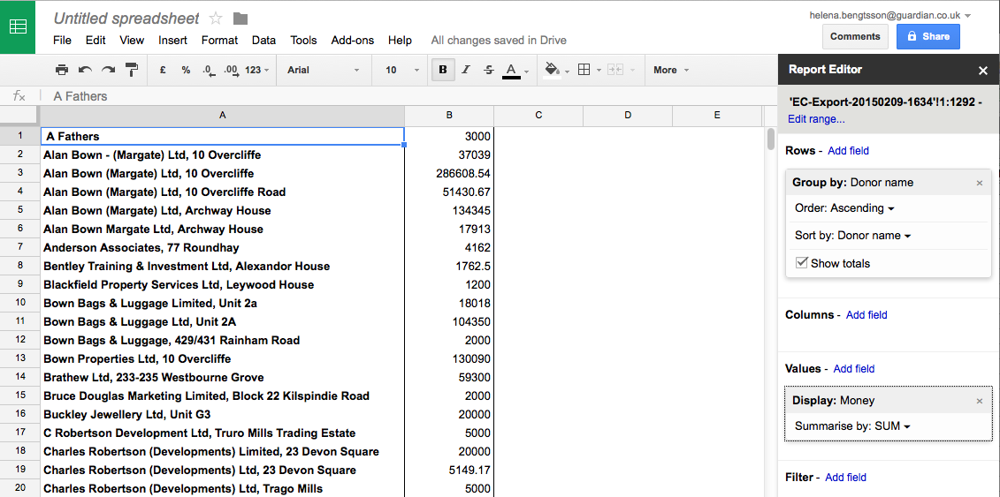 Untitled spreadsheet
helena.bengtsson@guardian.co.uk
File Edit View Insert Format Data Tools Add-ons Help All changes saved in Drive
Comments Share
£ % .0 .00 123 Arial 10 B I S A More
Report Editor
fx A Fathers
'EC-Export-20150209-1634'!1:1292 -
Edit range...
A B C D E
1 A Fathers 3000
2 Alan Bown - (Margate) Ltd, 10 Overcliffe 37039
3 Alan Bown (Margate) Ltd, 10 Overcliffe 286608.54
4 Alan Bown (Margate) Ltd, 10 Overcliffe Road 51430.67
5 Alan Bown (Margate) Ltd, Archway House 134345
6 Alan Bown Margate Ltd, Archway House 17913
7 Anderson Associates, 77 Roundhay 4162
8 Bentley Training & Investment Ltd, Alexandor House 1762.5
9 Blackfield Property Services Ltd, Leywood House 1200
10 Bown Bags & Luggage Limited, Unit 2a 18018
11 Bown Bags & Luggage Ltd, Unit 2A 104350
12 Bown Bags & Luggage, 429/431 Rainham Road 2000
13 Bown Properties Ltd, 10 Overcliffe 130090
14 Brathew Ltd, 233-235 Westbourne Grove 59300
15 Bruce Douglas Marketing Limited, Block 22 Kilspindie Road 2000
16 Buckley Jewellery Ltd, Unit G3 20000
17 C Robertson Development Ltd, Truro Mills Trading Estate 5000
18 Charles Robertson (Developments) Limited, 23 Devon Square 20000
19 Charles Robertson (Developments) Ltd, 23 Devon Square 5149.17
20 Charles Robertson (Developments) Ltd, Trago Mills 5000
Rows - Add field
Group by: Donor name
Order: Ascending
Sort by: Donor name
Show totals
Columns - Add field
Values - Add field
Display: Money
Summarise by: SUM
Filter - Add field